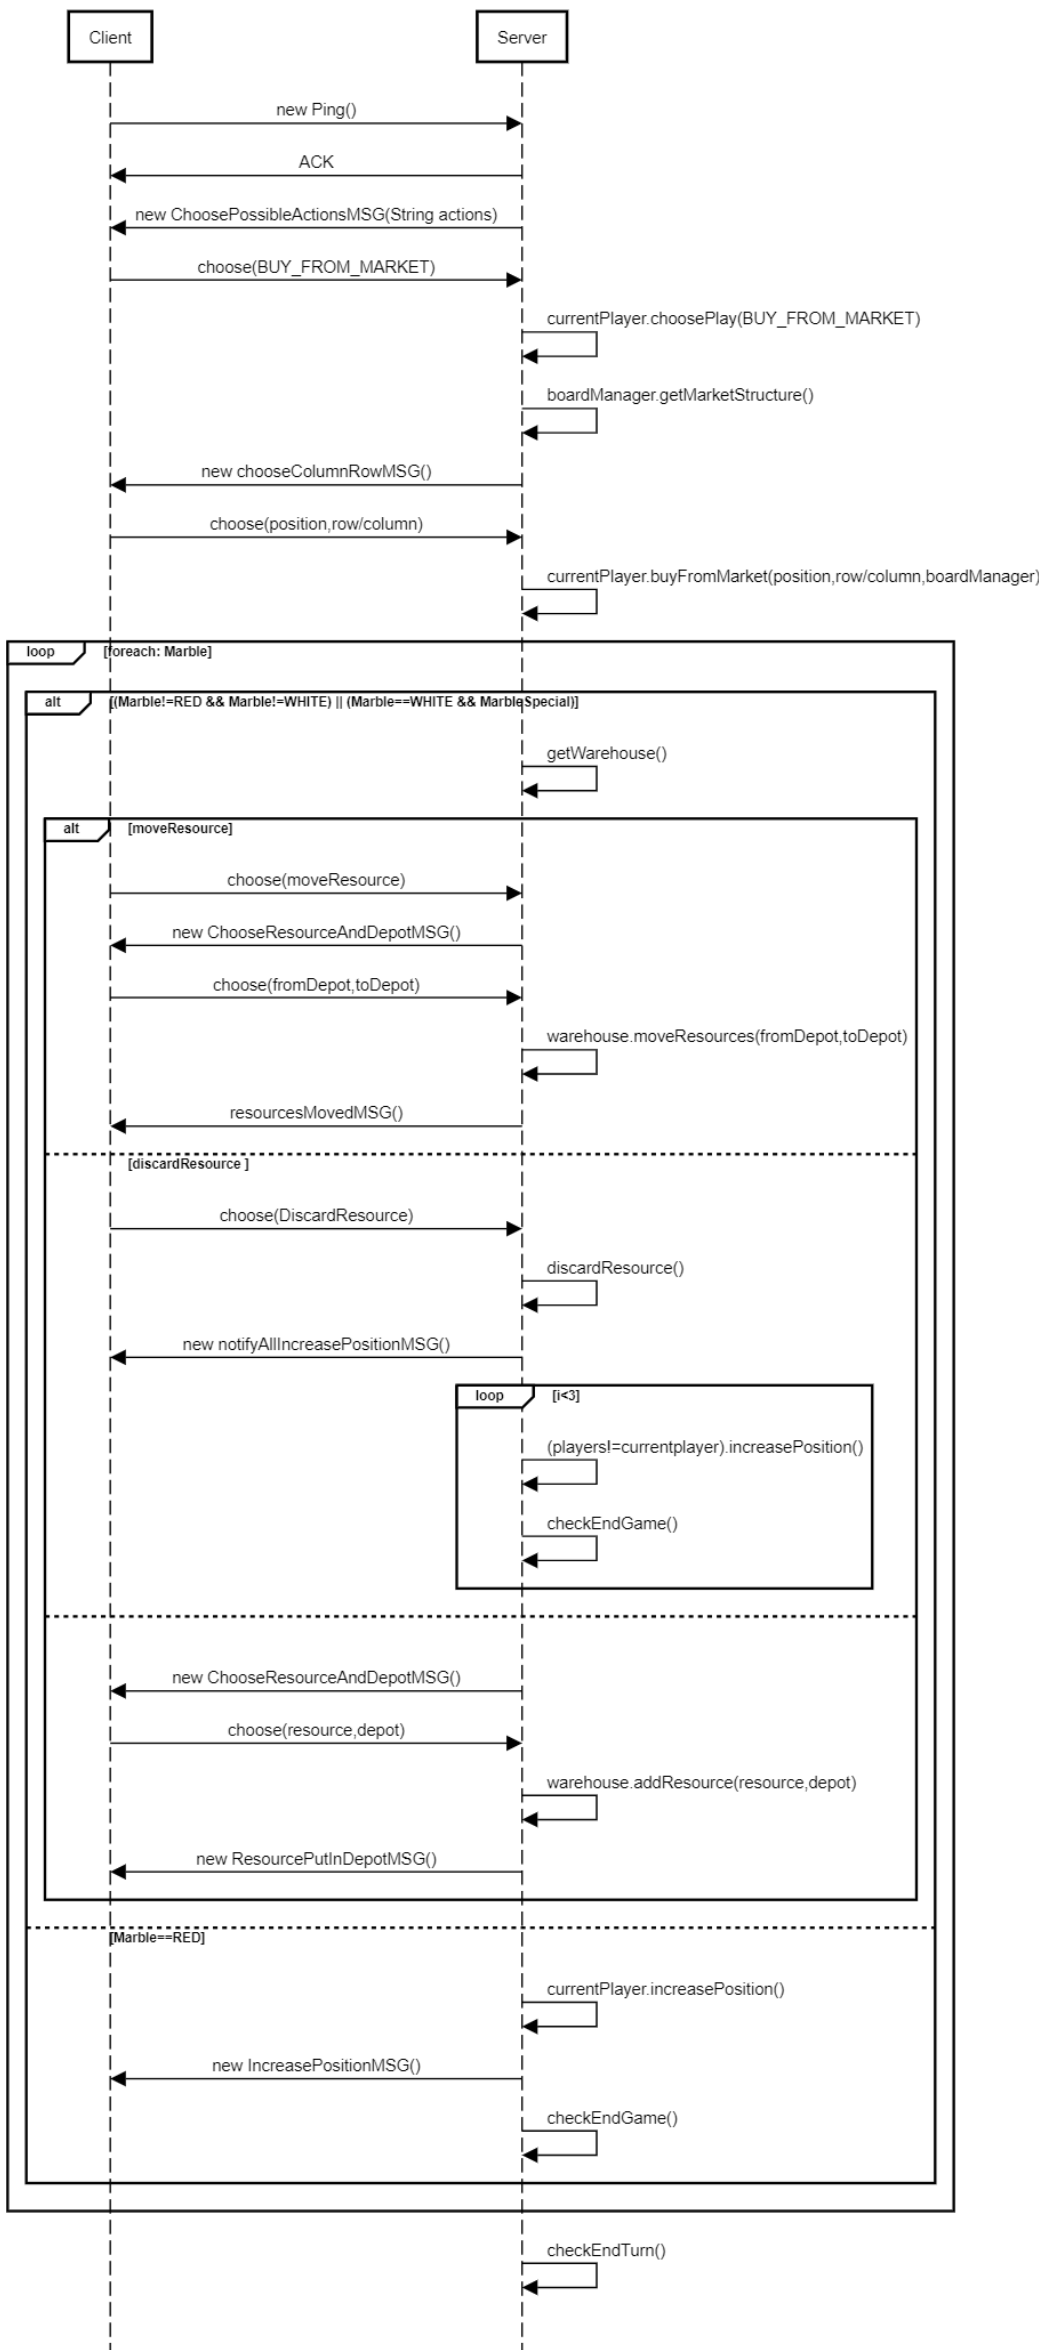 Client
Server
new Ping()
ACK
new ChoosePossibleActionsMSG(String actions)
choose(BUY_FROM_MARKET)
currentPlayer.choosePlay(BUY_FROM_MARKET)
boardManager.getMarketStructure()
new chooseColumnRowMSG()
choose(position,row/column)
currentPlayer.buyFromMarket(position,row/column,boardManager)
loop [foreach: Marble]
alt [(Marble!=RED && Marble!=WHITE) || (Marble==WHITE && MarbleSpecial)]
getWarehouse()
alt [moveResource]
choose(moveResource)
new ChooseResourceAndDepotMSG()
choose(fromDepot,toDepot)
warehouse.moveResources(fromDepot,toDepot)
resourcesMovedMSG()
[discardResource ]
choose(DiscardResource)
discardResource()
new notifyAllIncreasePositionMSG()
loop [i<3]
(players!=currentplayer).increasePosition()
checkEndGame()
new ChooseResourceAndDepotMSG()
choose(resource,depot)
warehouse.addResource(resource,depot)
new ResourcePutInDepotMSG()
[Marble==RED]
currentPlayer.increasePosition()
new IncreasePositionMSG()
checkEndGame()
checkEndTurn()